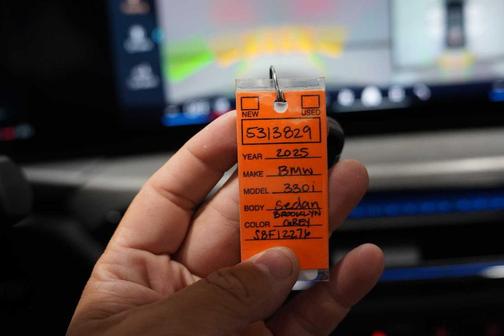 NEW USED
5313829
YEAR 2025
MAKE BMW
MODEL 330i
BODY Sedan
BROOKLYN
COLOR GREY
S8F12276